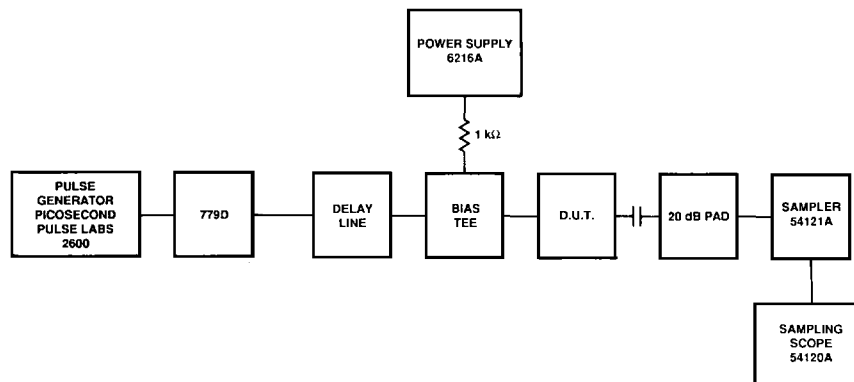 POWER SUPPLY
6216A
1 kΩ
PULSE
GENERATOR
PICOSECOND
PULSE LABS
2600
779D
DELAY
LINE
BIAS
TEE
D.U.T.
20 dB PAD
SAMPLER
54121A
SAMPLING
SCOPE
54120A